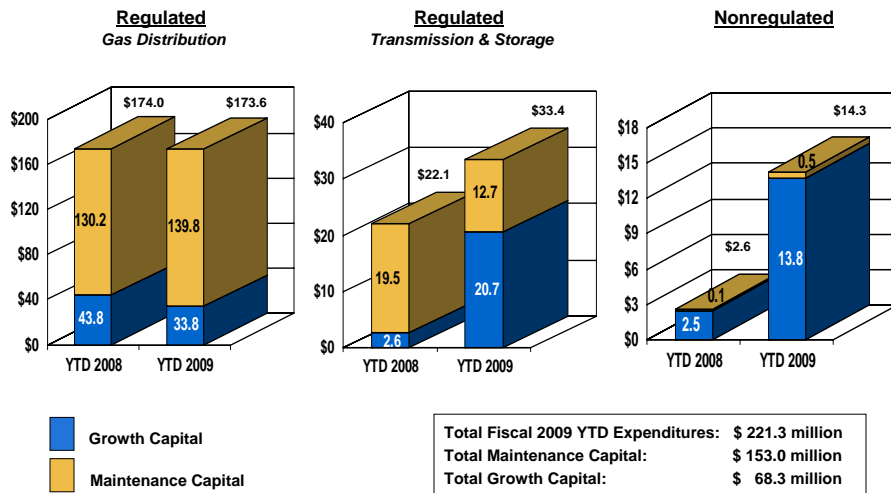 Regulated
Gas Distribution
$174.0
$173.6
$200
$160
$120
$80
$40
$0
130.2
139.8
43.8
33.8
YTD 2008
YTD 2009
Regulated
Transmission & Storage
$33.4
$22.1
$40
$30
$20
$10
$0
12.7
19.5
20.7
2.6
YTD 2008
YTD 2009
Nonregulated
$14.3
$2.6
$18
$15
$12
$9
$6
$3
$0
0.5
13.8
0.1
2.5
YTD 2008
YTD 2009
Growth Capital
Maintenance Capital
Total Fiscal 2009 YTD Expenditures: $ 221.3 million
Total Maintenance Capital: $ 153.0 million
Total Growth Capital: $ 68.3 million